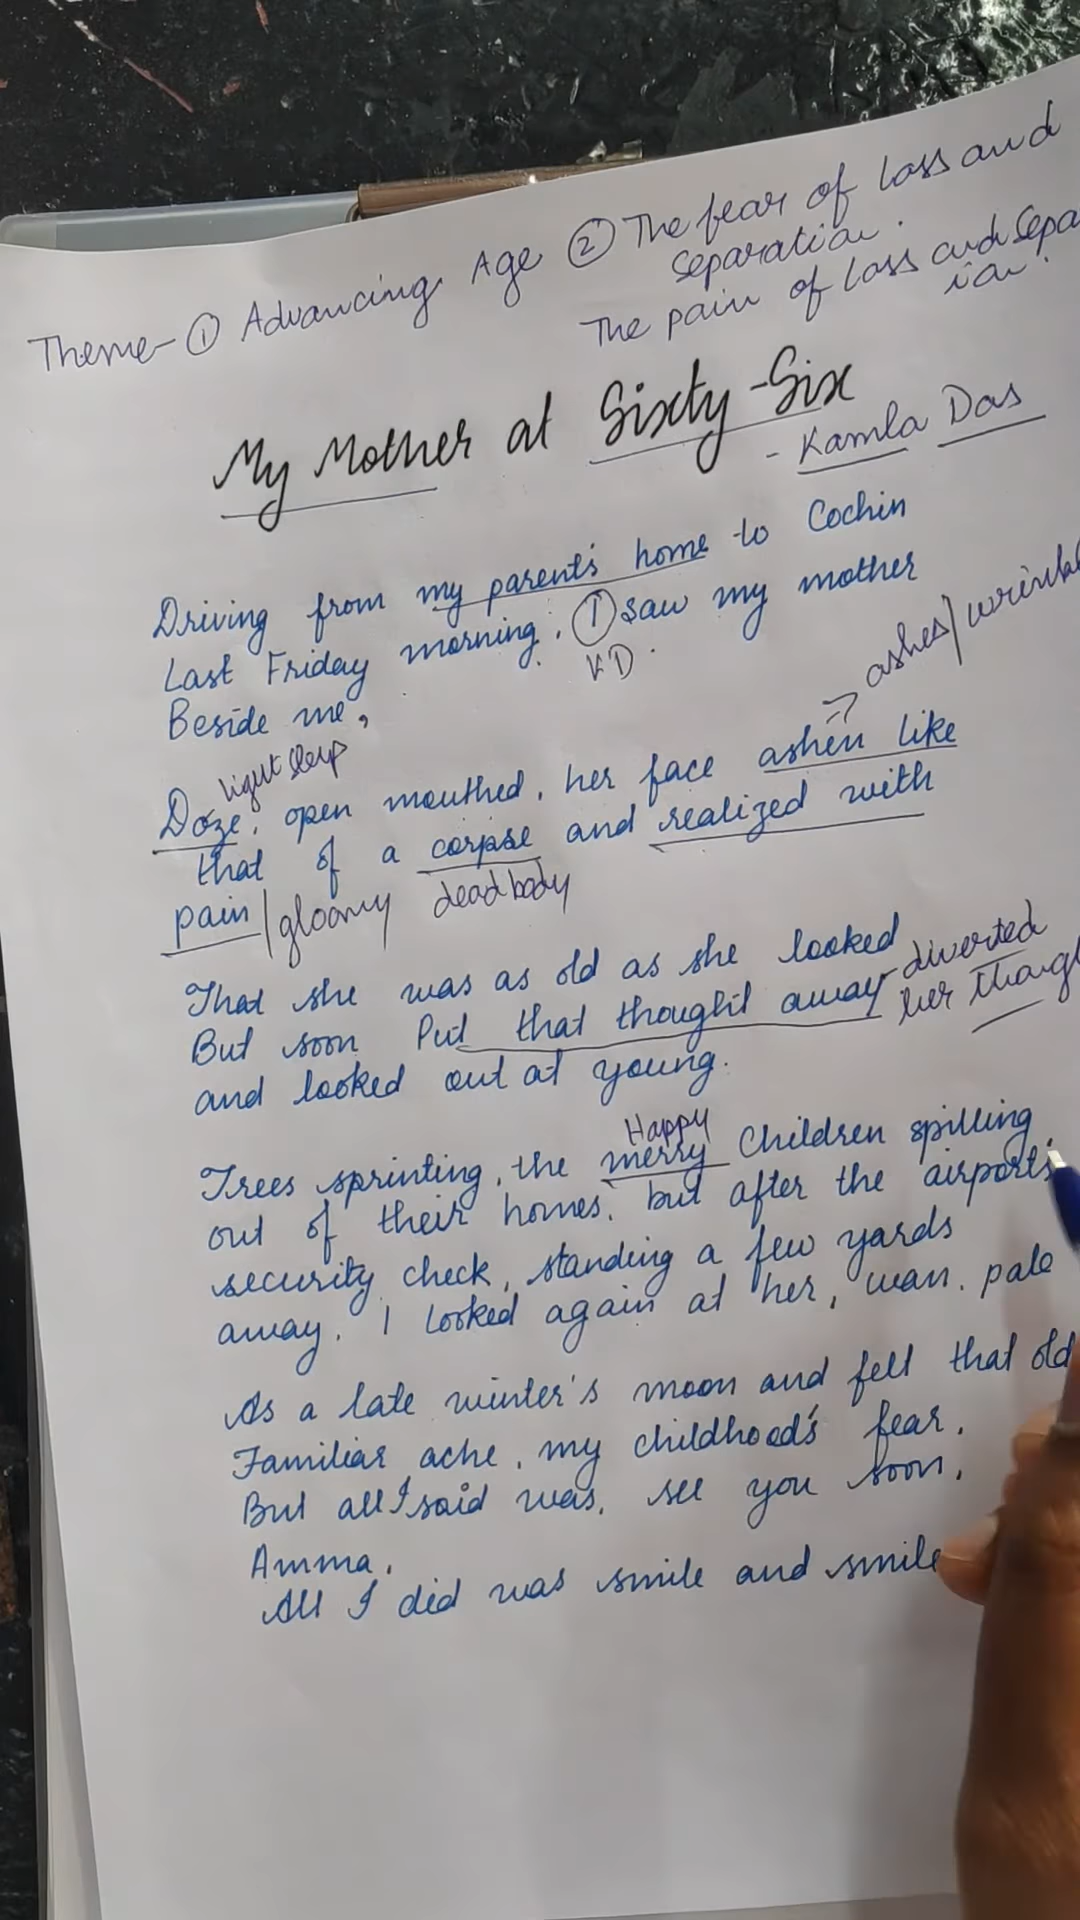 Theme- ① Advancing Age ② The fear of loss and
separation.
The pain of loss and sepa
ion.
My Mother at Sixty-Six
- Kamla Das
Driving from my parent's home to Cochin
Last Friday morning, I saw my mother
KD
Beside me,
ashes/
light sleep
Doze, open mouthed, her face ashen like
that of a corpse and realized with
pain/gloomy dead body
That she was as old as she looked
But soon Put that thought away diverted
her though
and looked out at young.
Happy
Trees sprinting, the merry Children spilling
out of their homes, but after the airport's
security check, standing a few yards
away, I looked again at her, wan, pale
As a late winter's moon and felt that old
Familiar ache, my childhood's fear,
But all I said was, see you soon,
Amma,
All I did was smile and smile